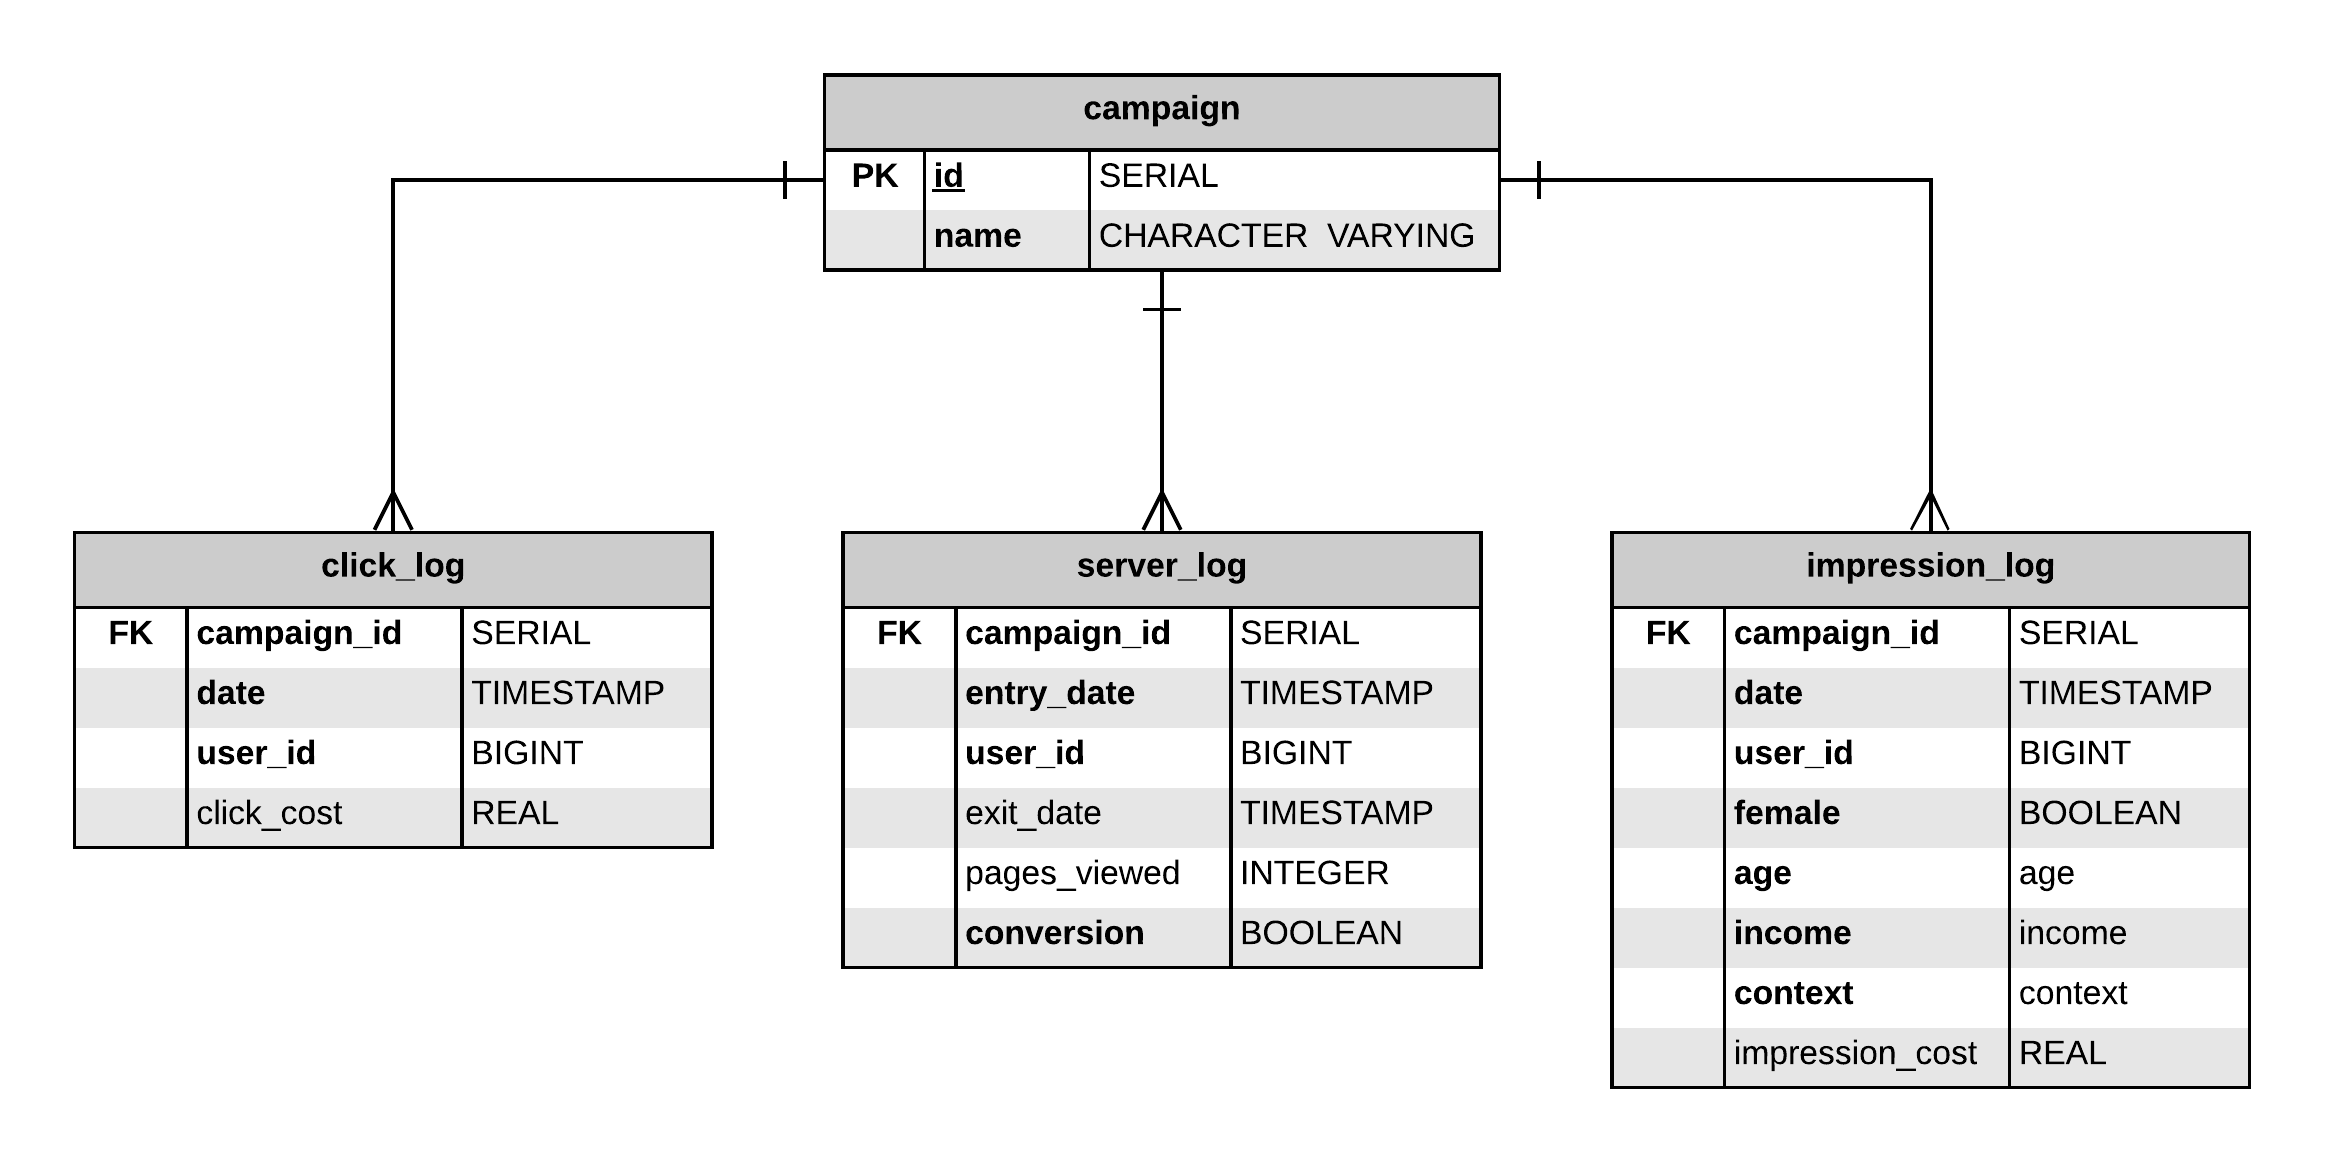 campaign
PK id SERIAL
name CHARACTER VARYING
click_log
FK campaign_id SERIAL
date TIMESTAMP
user_id BIGINT
click_cost REAL
server_log
FK campaign_id SERIAL
entry_date TIMESTAMP
user_id BIGINT
exit_date TIMESTAMP
pages_viewed INTEGER
conversion BOOLEAN
impression_log
FK campaign_id SERIAL
date TIMESTAMP
user_id BIGINT
female BOOLEAN
age age
income income
context context
impression_cost REAL